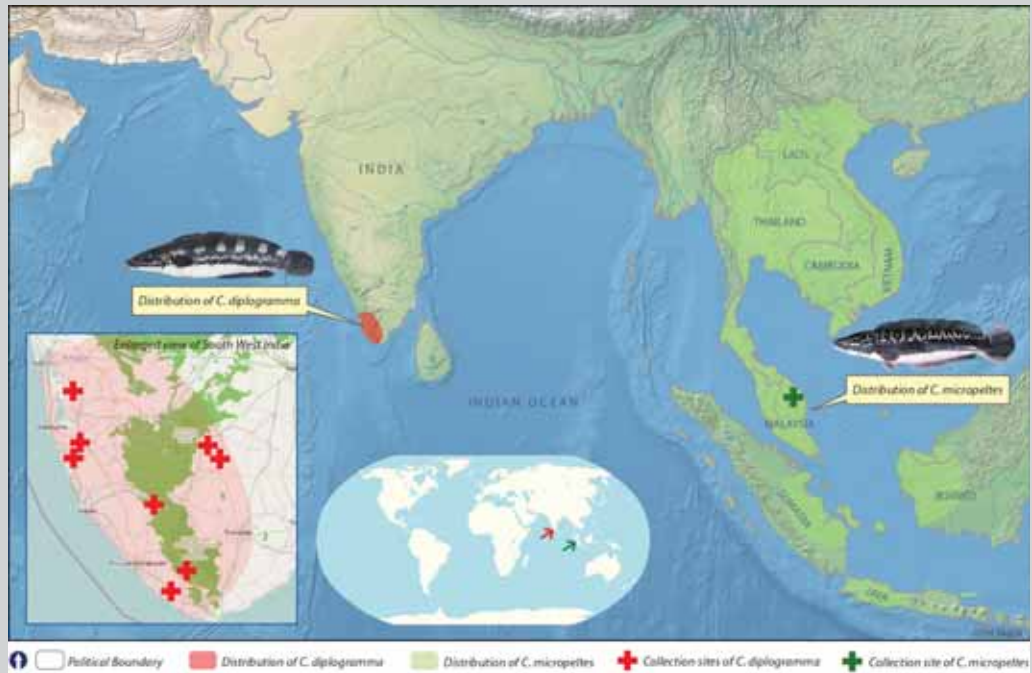 INDIA
LAOS
THAILAND
CAMBODIA
VIETNAM
Distribution of C. diplogramma
Enlarged view of South West India
Distribution of C. micropeltes
INDIAN OCEAN
MALAYSIA
SUMATRA
BORNEO
JAVA
Political Boundary
Distribution of C. diplogramma
Distribution of C. micropeltes
Collection sites of C. diplogramma
Collection site of C. micropeltes